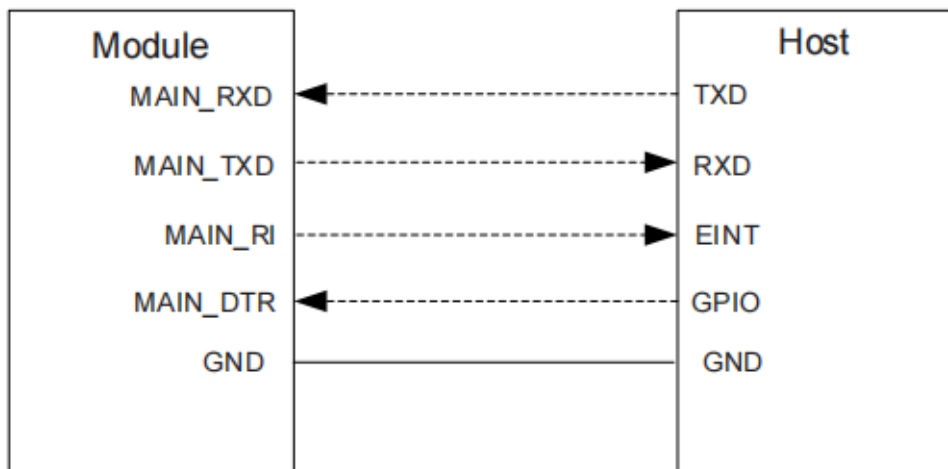 Module
Host
MAIN_RXD
TXD
MAIN_TXD
RXD
MAIN_RI
EINT
MAIN_DTR
GPIO
GND
GND